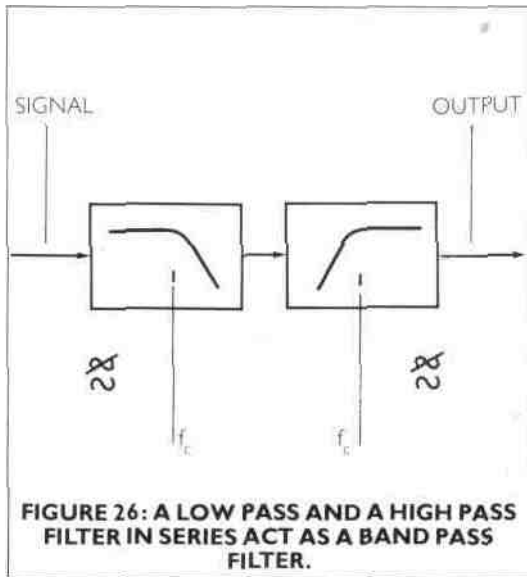 SIGNAL OUTPUT
fc fc
FIGURE 26: A LOW PASS AND A HIGH PASS
FILTER IN SERIES ACT AS A BAND PASS
FILTER.